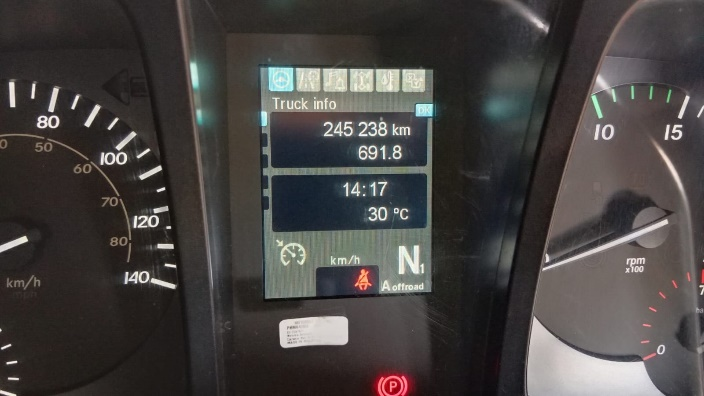 Truck info
245 238 km
691.8
14:17
30 °C
km/h
N1
A offroad
80
100
120
140
50
60
70
80
km/h
mph
10
15
rpm
x100
0
P